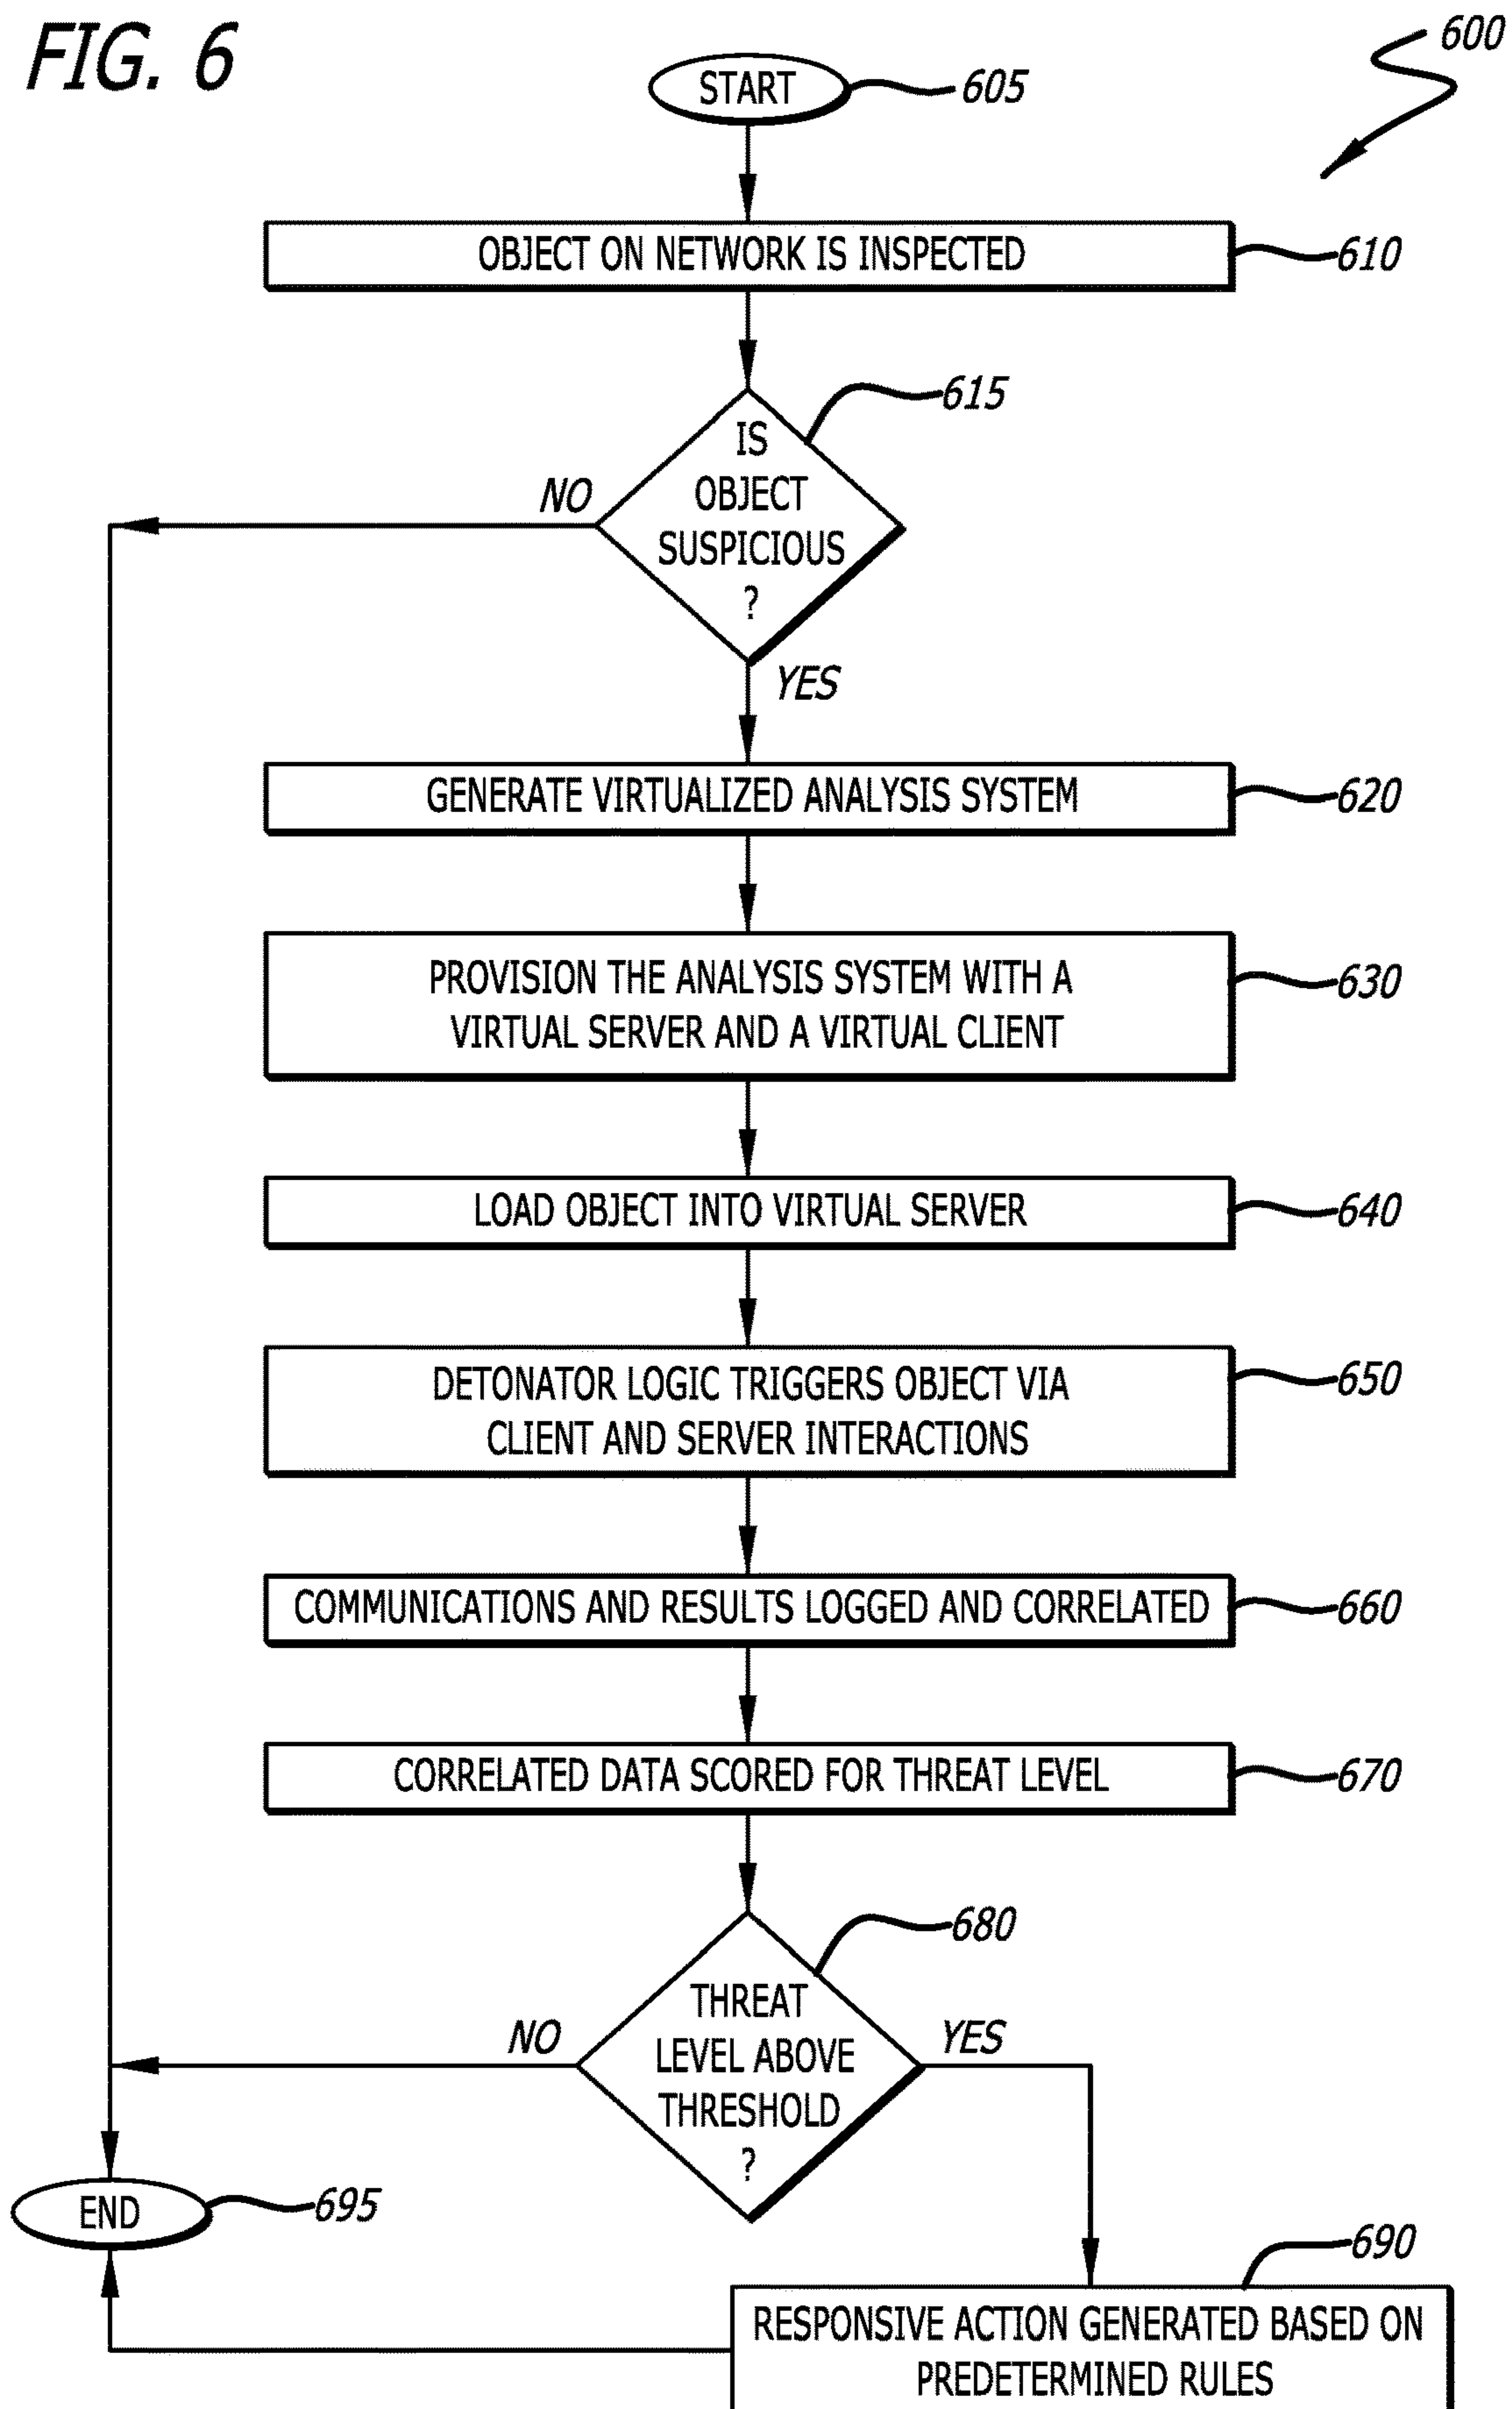 FIG. 6
600
START
605
OBJECT ON NETWORK IS INSPECTED
610
615
IS
OBJECT
SUSPICIOUS
?
NO
YES
GENERATE VIRTUALIZED ANALYSIS SYSTEM
620
PROVISION THE ANALYSIS SYSTEM WITH A
VIRTUAL SERVER AND A VIRTUAL CLIENT
630
LOAD OBJECT INTO VIRTUAL SERVER
640
DETONATOR LOGIC TRIGGERS OBJECT VIA
CLIENT AND SERVER INTERACTIONS
650
COMMUNICATIONS AND RESULTS LOGGED AND CORRELATED
660
CORRELATED DATA SCORED FOR THREAT LEVEL
670
680
THREAT
LEVEL ABOVE
THRESHOLD
?
NO
YES
END
695
690
RESPONSIVE ACTION GENERATED BASED ON
PREDETERMINED RULES